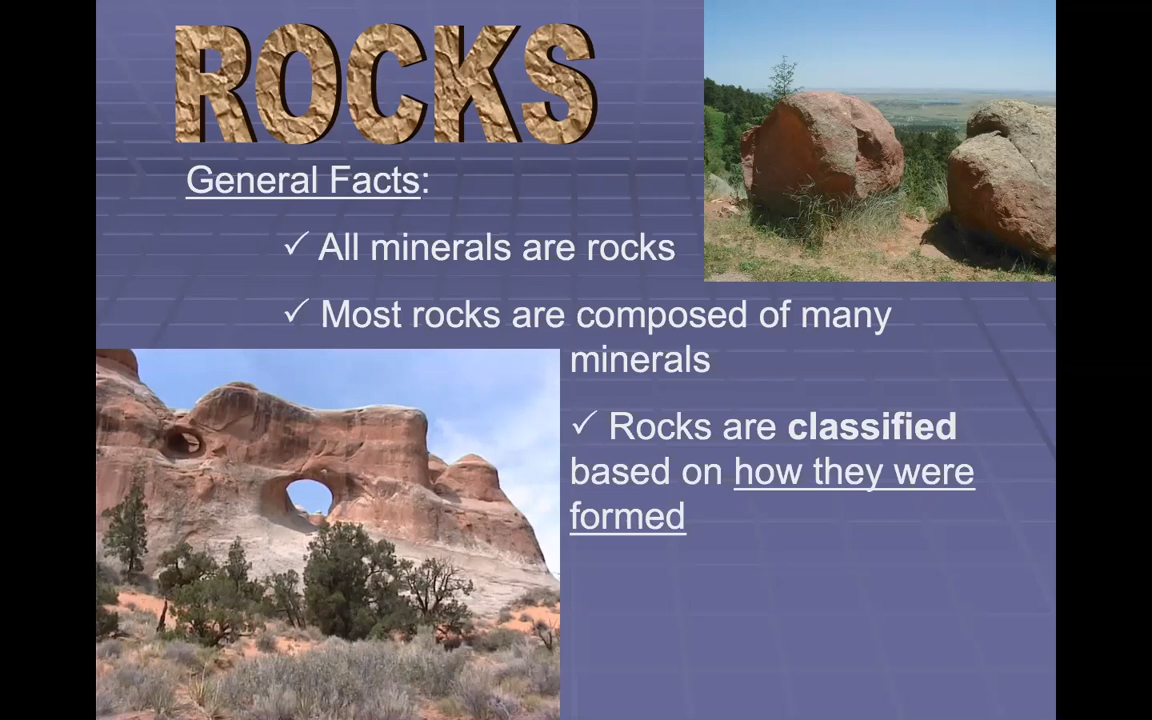 ROCKS
General Facts:
✓ All minerals are rocks
✓ Most rocks are composed of many
minerals
✓ Rocks are classified
based on how they were
formed